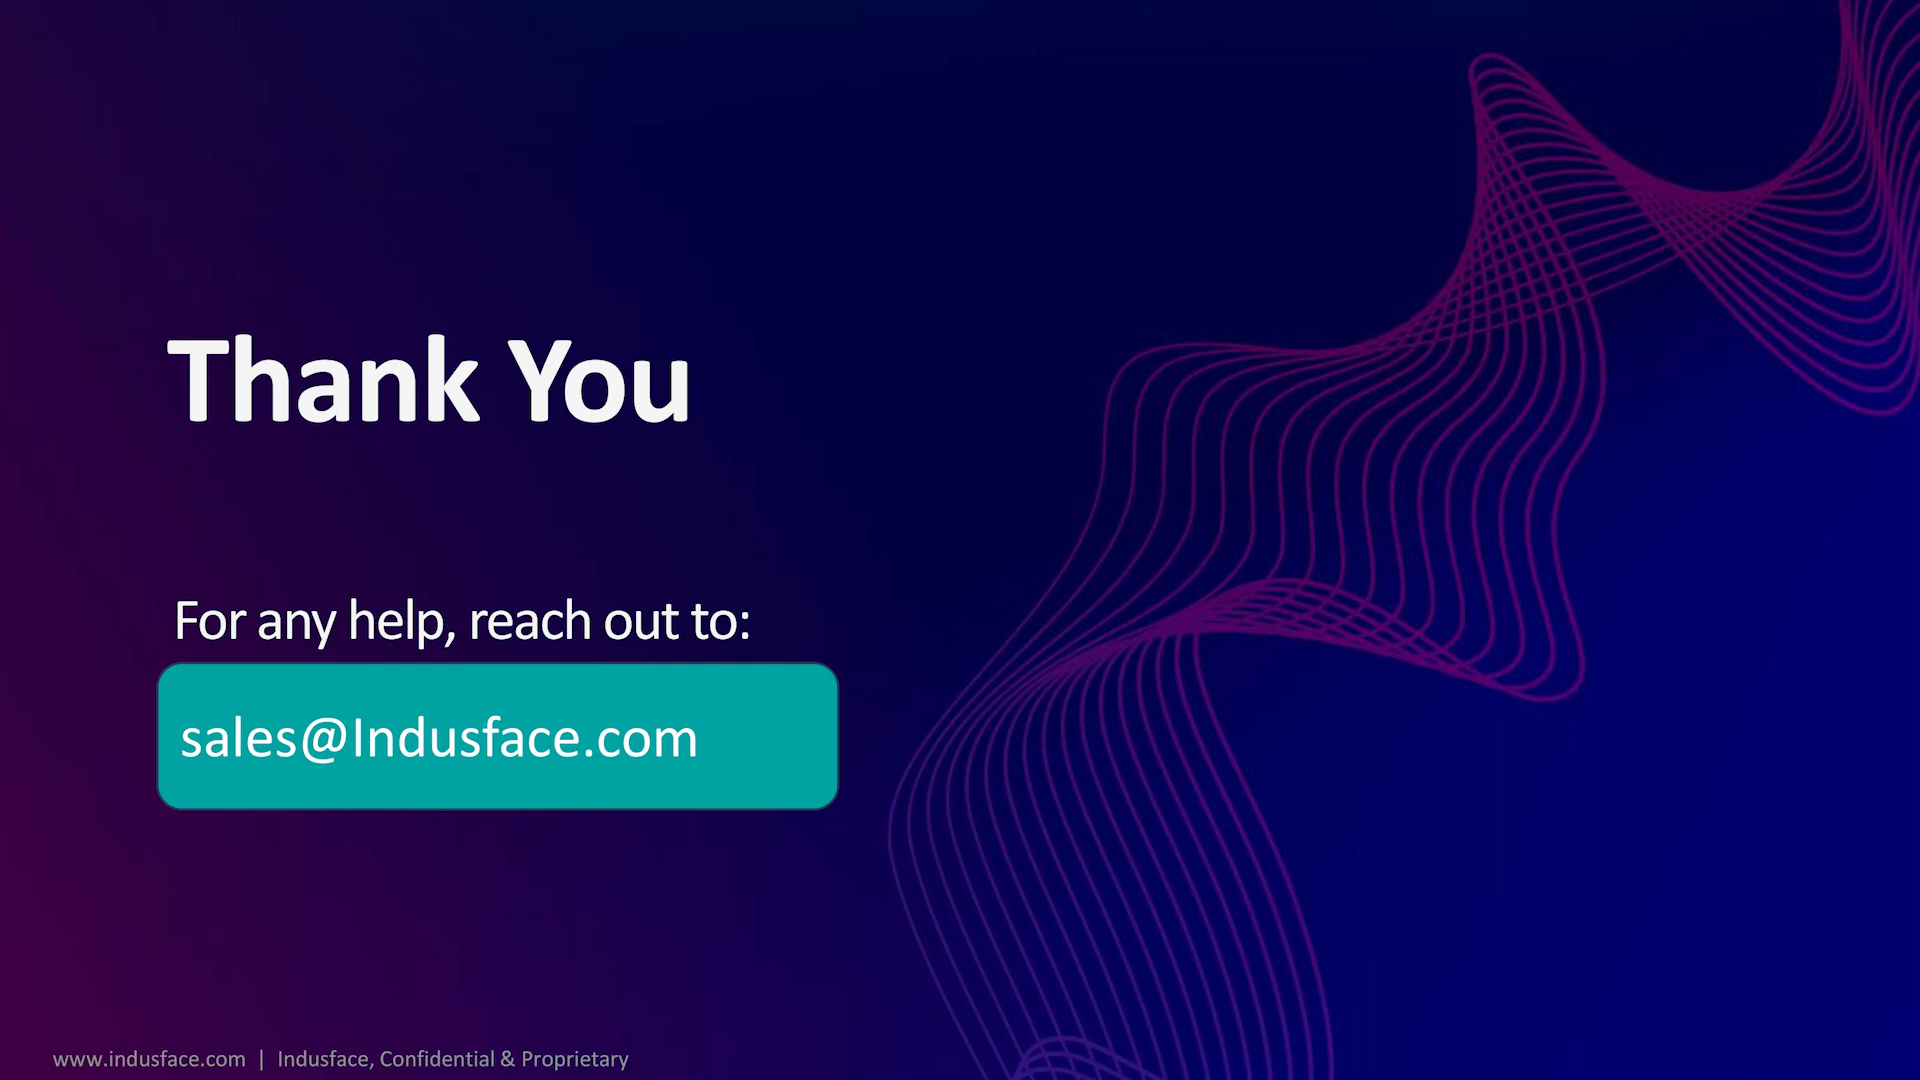 Thank You
For any help, reach out to:
sales@Indusface.com
www.indusface.com | Indusface, Confidential & Proprietary